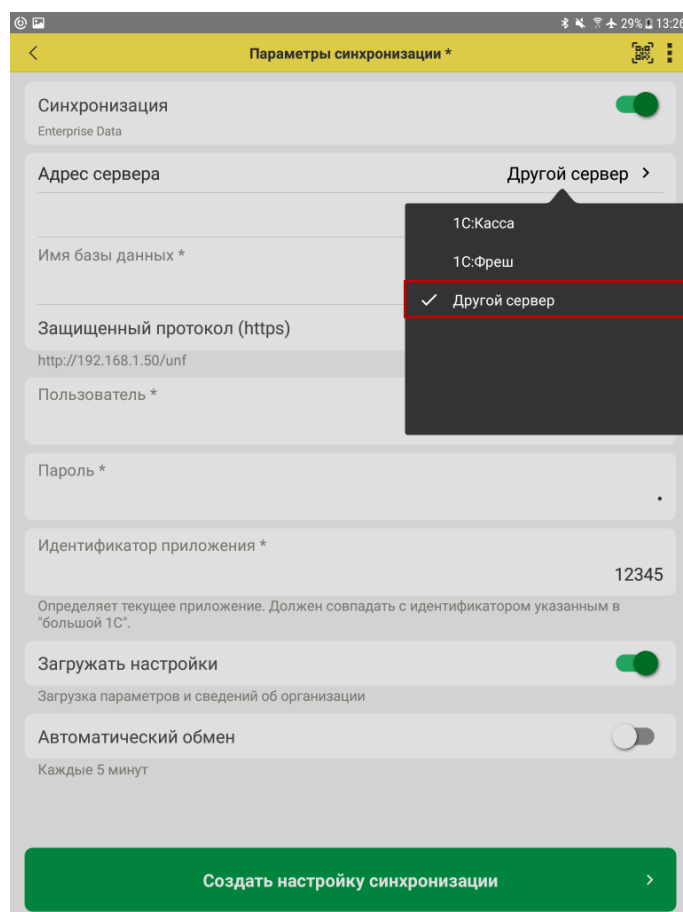 29% 13:26
Параметры синхронизации *
Синхронизация
Enterprise Data
Адрес сервера
Другой сервер
1С:Касса
Имя базы данных *
1С:Фреш
Другой сервер
Защищенный протокол (https)
http://192.168.1.50/unf
Пользователь *
Пароль *
Идентификатор приложения *
12345
Определяет текущее приложение. Должен совпадать с идентификатором указанным в
"большой 1С".
Загружать настройки
Загрузка параметров и сведений об организации
Автоматический обмен
Каждые 5 минут
Создать настройку синхронизации